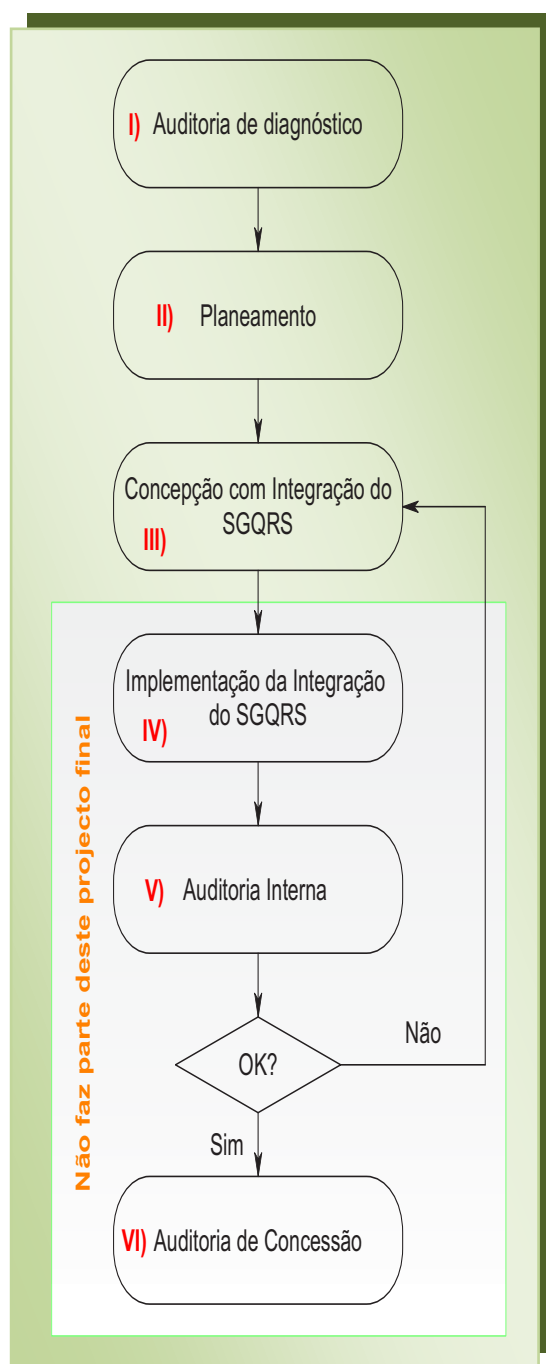 I) Auditoria de diagnóstico
II) Planeamento
Concepção com Integração do
SGQRS
III)
Implementação da Integração
do SGQRS
IV)
Não faz parte deste projecto final
V) Auditoria Interna
OK?
Não
Sim
VI) Auditoria de Concessão